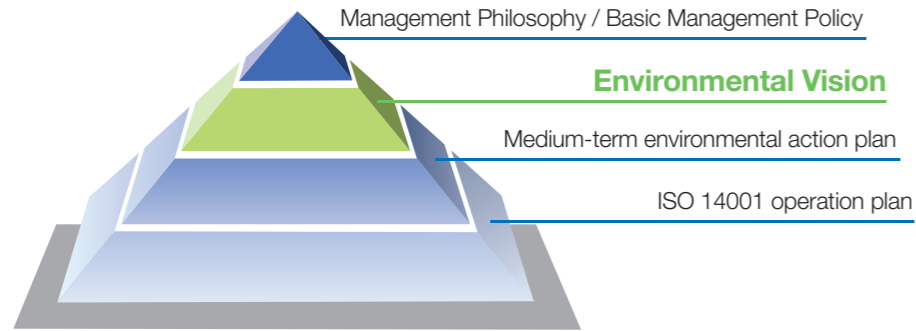 Management Philosophy / Basic Management Policy
Environmental Vision
Medium-term environmental action plan
ISO 14001 operation plan